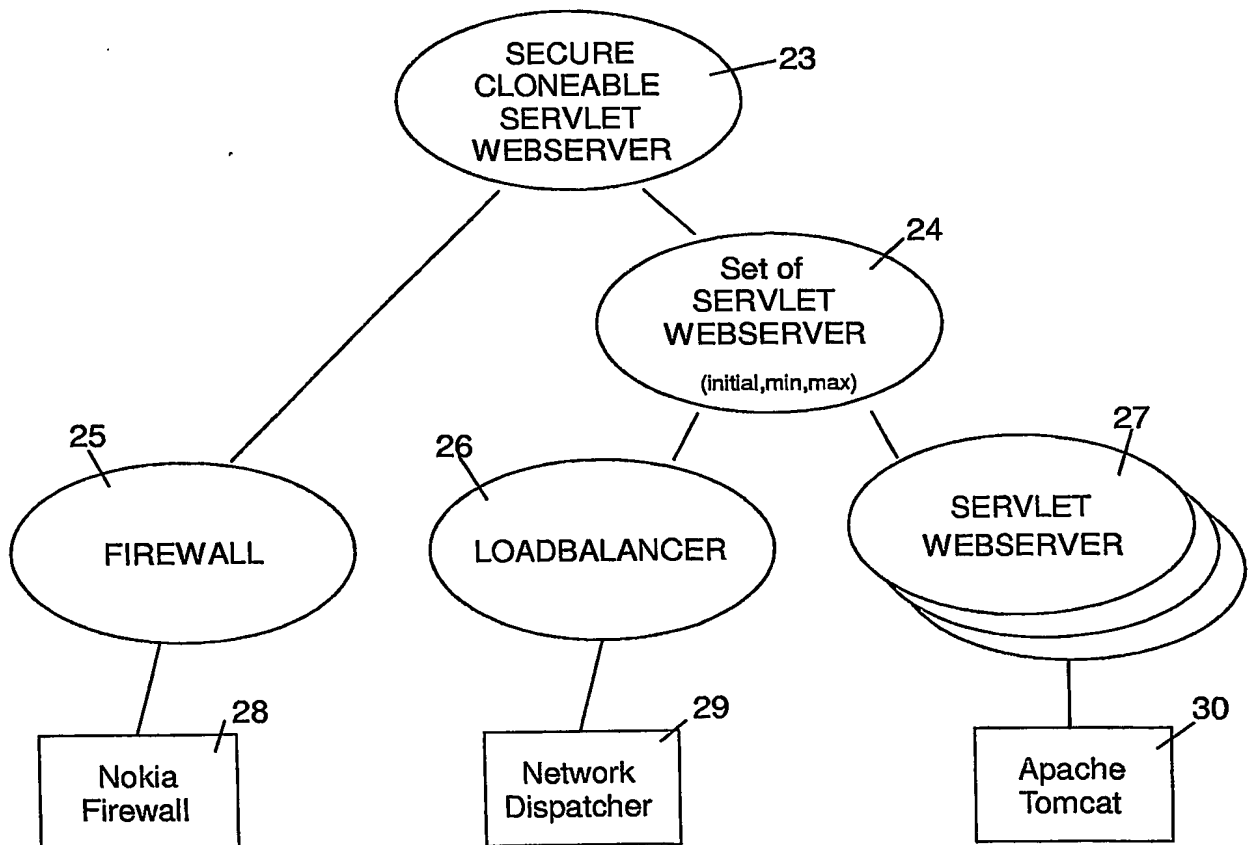 SECURE
CLONEABLE
SERVLET
WEBSERVER
23
24
Set of
SERVLET
WEBSERVER
(initial,min,max)
25
FIREWALL
26
LOADBALANCER
27
SERVLET
WEBSERVER
28
Nokia
Firewall
29
Network
Dispatcher
30
Apache
Tomcat